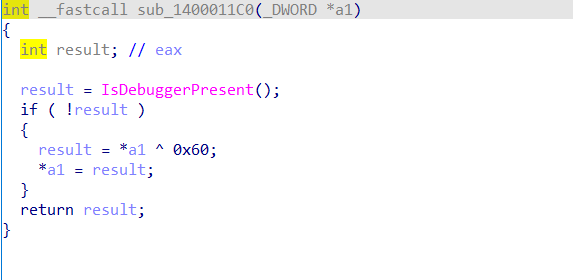 int __fastcall sub_1400011C0(_DWORD *a1)
{
  int result; // eax

  result = IsDebuggerPresent();
  if ( !result )
  {
    result = *a1 ^ 0x60;
    *a1 = result;
  }
  return result;
}